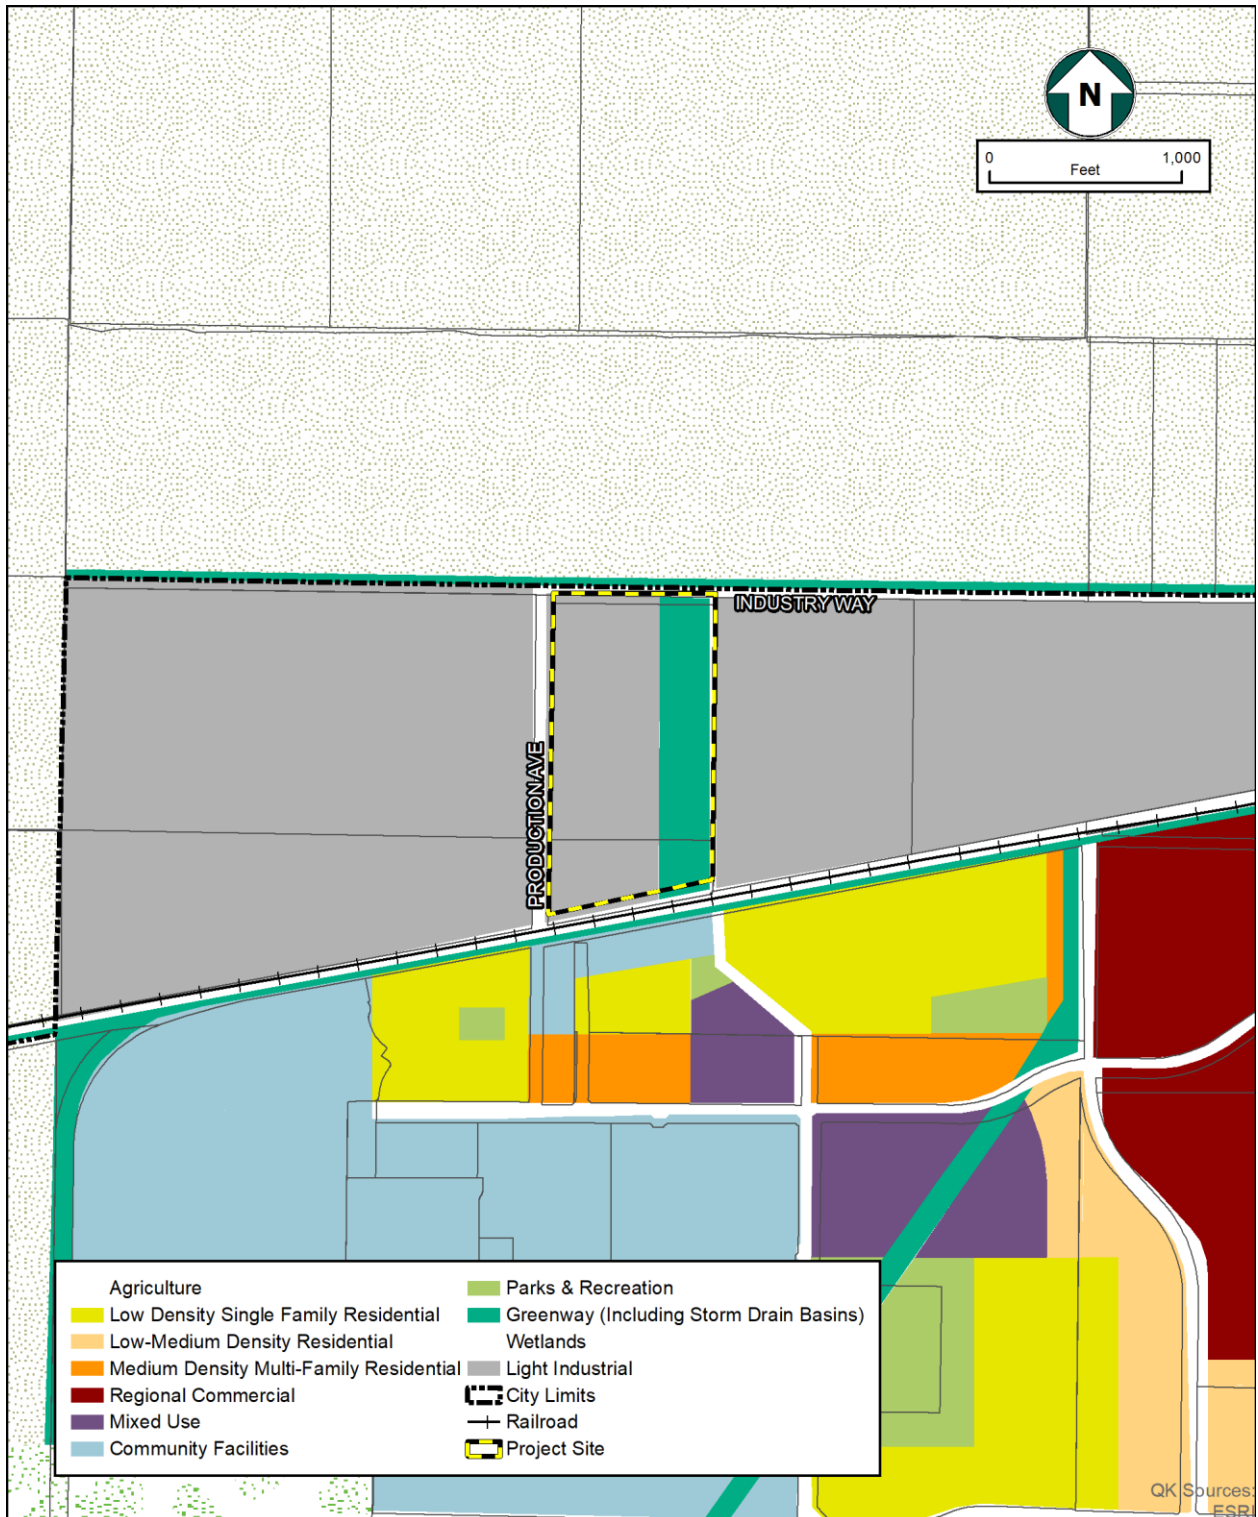 N
0 1,000
Feet
INDUSTRY WAY
PRODUCTION AVE
Agriculture
Low Density Single Family Residential
Low-Medium Density Residential
Medium Density Multi-Family Residential
Regional Commercial
Mixed Use
Community Facilities
Parks & Recreation
Greenway (Including Storm Drain Basins)
Wetlands
Light Industrial
City Limits
Railroad
Project Site
QK Sources:
ESRI